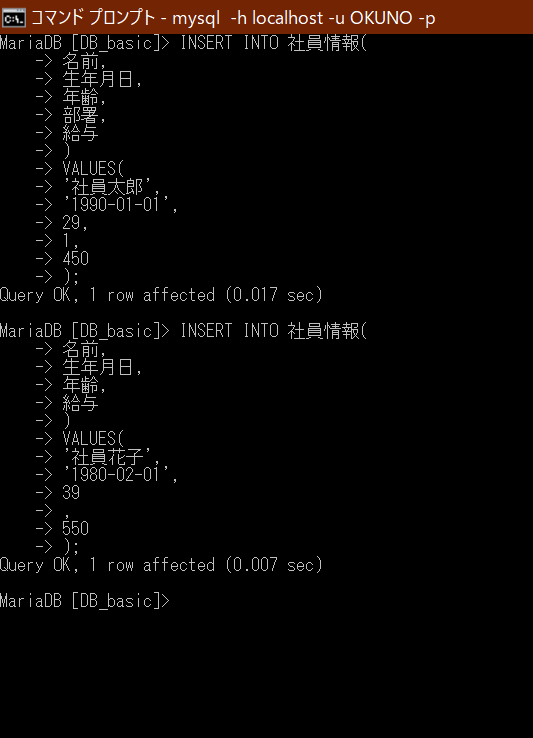 コマンド プロンプト - mysql  -h localhost -u OKUNO -p
MariaDB [DB_basic]> INSERT INTO 社員情報(
    -> 名前,
    -> 生年月日,
    -> 年齢,
    -> 部署,
    -> 給与
    -> )
    -> VALUES(
    -> '社員太郎',
    -> '1990-01-01',
    -> 29,
    -> 1,
    -> 450
    -> );
Query OK, 1 row affected (0.017 sec)
MariaDB [DB_basic]> INSERT INTO 社員情報(
    -> 名前,
    -> 生年月日,
    -> 年齢,
    -> 給与
    -> )
    -> VALUES(
    -> '社員花子',
    -> '1980-02-01',
    -> 39
    -> ,
    -> 550
    -> );
Query OK, 1 row affected (0.007 sec)
MariaDB [DB_basic]>